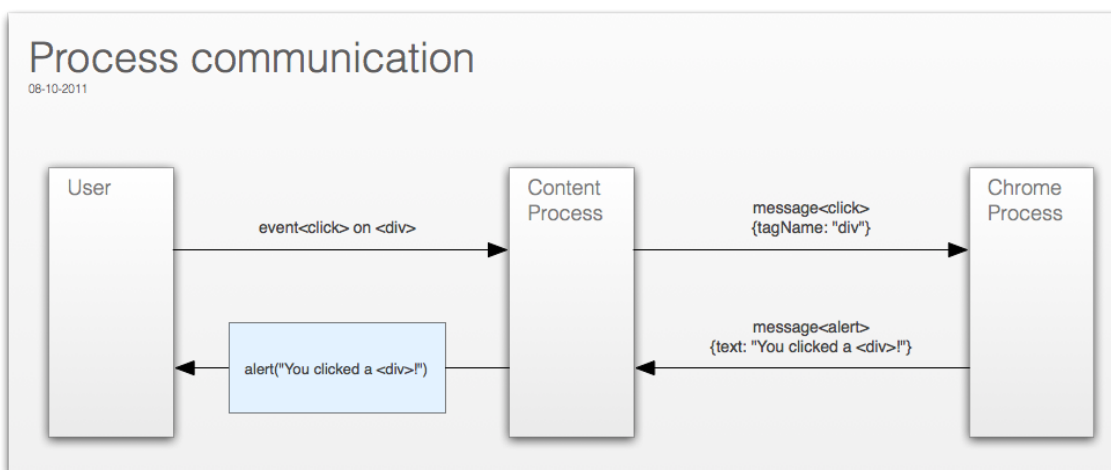 Process communication
08-10-2011
User
event<click> on <div>
Content
Process
message<click>
{tagName: "div"}
Chrome
Process
alert("You clicked a <div>!")
message<alert>
{text: "You clicked a <div>!"}